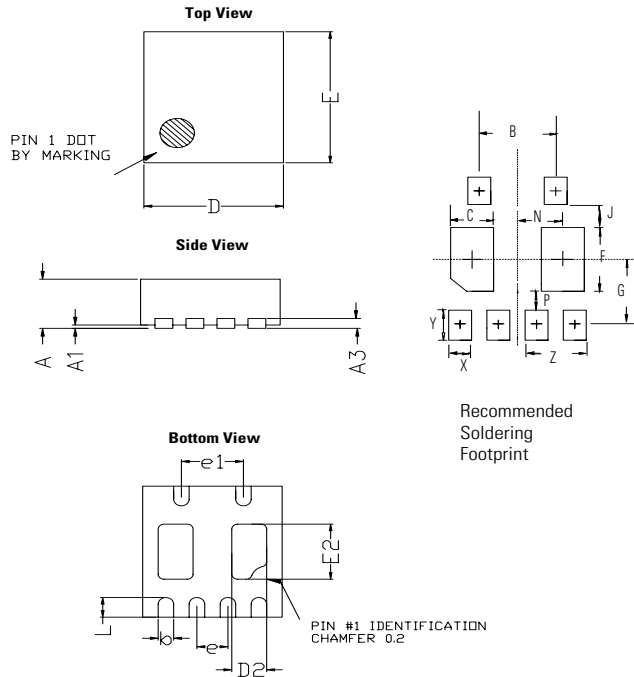 Top View
E
PIN 1 DOT
BY MARKING
D
Side View
A
A1
A3
B
C
N
J
F
G
P
Y
X
Z
Recommended
Soldering
Footprint
Bottom View
e1
E2
L
b
e
D2
PIN #1 IDENTIFICATION
CHAMFER 0.2